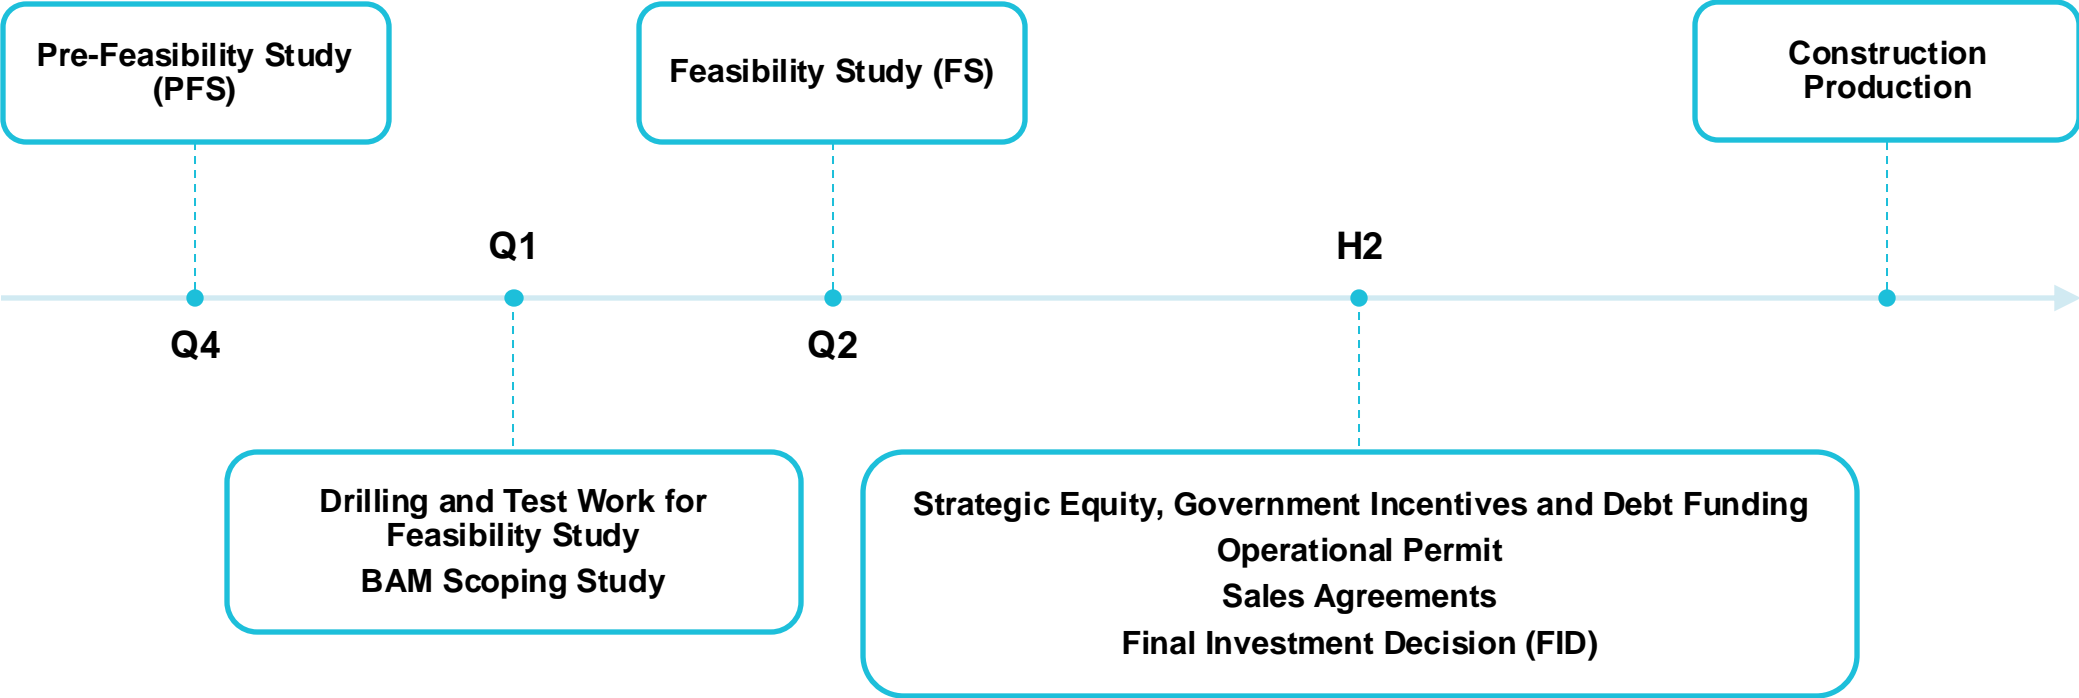 Pre-Feasibility Study
(PFS)
Feasibility Study (FS)
Construction
Production
Q1
H2
Q4
Q2
Drilling and Test Work for
Feasibility Study
BAM Scoping Study
Strategic Equity, Government Incentives and Debt Funding
Operational Permit
Sales Agreements
Final Investment Decision (FID)